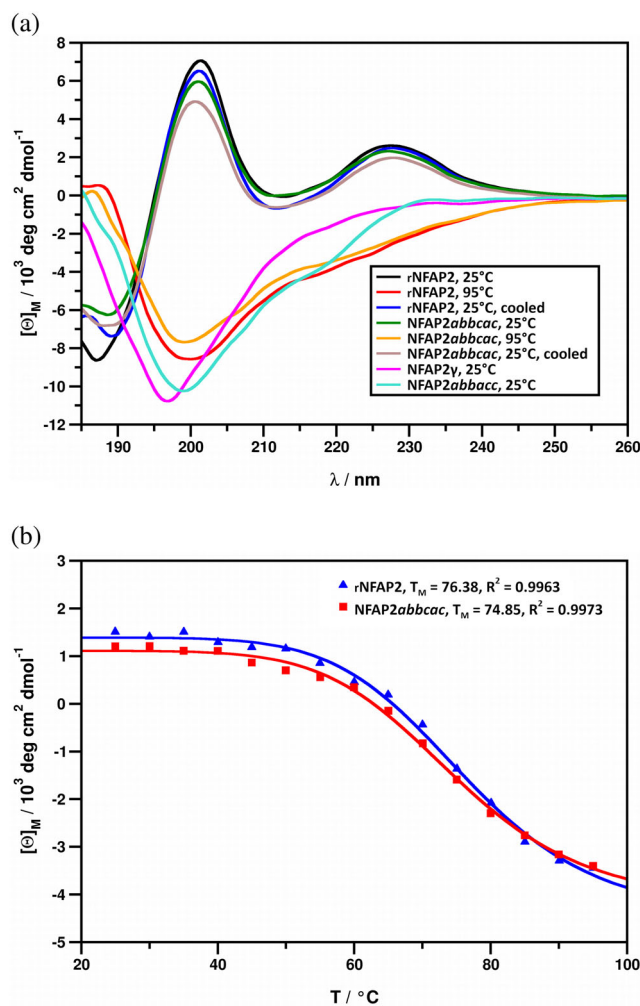 (a)
8
6
4
2
0
-2
-4
-6
-8
-10
-12
[Θ]M / 10³ deg cm² dmol⁻¹
rNFAP2, 25°C
rNFAP2, 95°C
rNFAP2, 25°C, cooled
NFAP2abbcac, 25°C
NFAP2abbcac, 95°C
NFAP2abbcac, 25°C, cooled
NFAP2γ, 25°C
NFAP2abbacc, 25°C
190 200 210 220 230 240 250 260
λ / nm
(b)
3
2
1
0
-1
-2
-3
-4
-5
[Θ]M / 10³ deg cm² dmol⁻¹
rNFAP2, TM = 76.38, R² = 0.9963
NFAP2abbcac, TM = 74.85, R² = 0.9973
20 40 60 80 100
T / °C